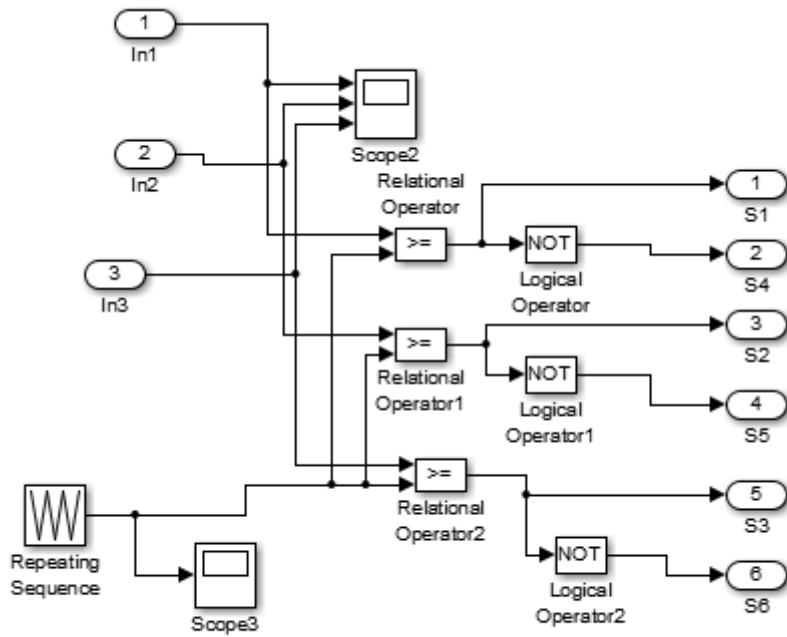 1
In1
2
In2
3
In3
Scope2
Relational
Operator
>=
NOT
Logical
Operator
1
S1
2
S4
>=
Relational
Operator1
NOT
Logical
Operator1
3
S2
4
S5
>=
Relational
Operator2
NOT
Logical
Operator2
5
S3
6
S6
Repeating
Sequence
Scope3